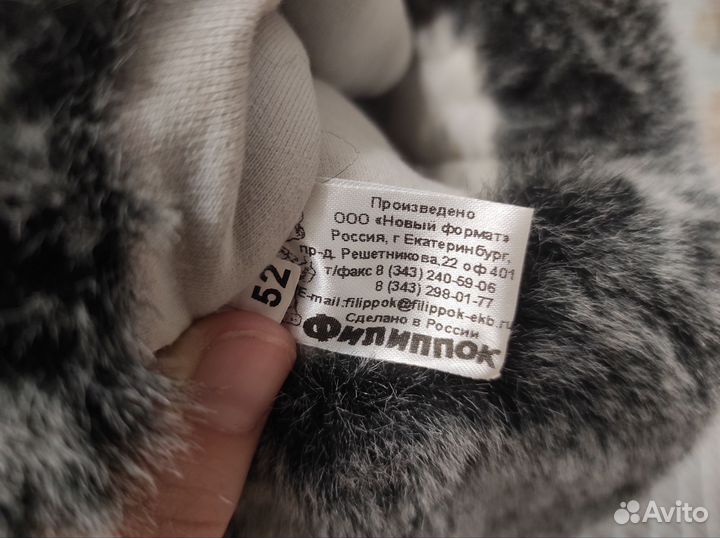 Произведено
ООО «Новый формат»
Россия, г Екатеринбург,
пр-д. Решетникова,22 оф 401
т/факс 8 (343) 240-59-06
8 (343) 298-01-77
E-mail:filippok@filippok-ekb.ru
Сделано в России
Филиппок
52
Avito